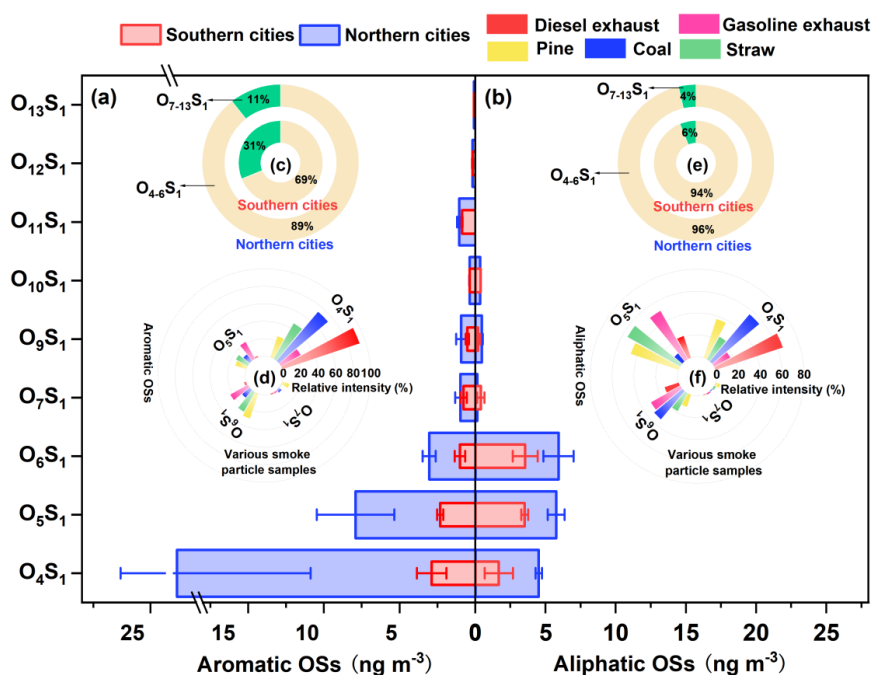 Southern cities
Northern cities
Diesel exhaust
Gasoline exhaust
Pine
Coal
Straw
(a)
(b)
O₁₃S₁
O₁₂S₁
O₁₁S₁
O₁₀S₁
O₉S₁
O₇S₁
O₆S₁
O₅S₁
O₄S₁
O₇₋₁₃S₁
11%
31%
(c)
O₄₋₆S₁
69%
Southern cities
89%
Northern cities
O₇₋₁₃S₁
4%
6%
(e)
O₄₋₆S₁
94%
Southern cities
96%
Northern cities
Aromatic OSs
O₅S₁
O₄S₁
(d)
0 20 40 60 80 100
Relative intensity (%)
O₆S₁
O₇S₁
Various smoke
particle samples
Aliphatic OSs
O₅S₁
O₄S₁
(f)
0 20 40 60 80
Relative intensity (%)
O₆S₁
O₇S₁
Various smoke
particle samples
25 15 10 5 0 5 10 15 20 25
Aromatic OSs (ng m⁻³)
Aliphatic OSs (ng m⁻³)